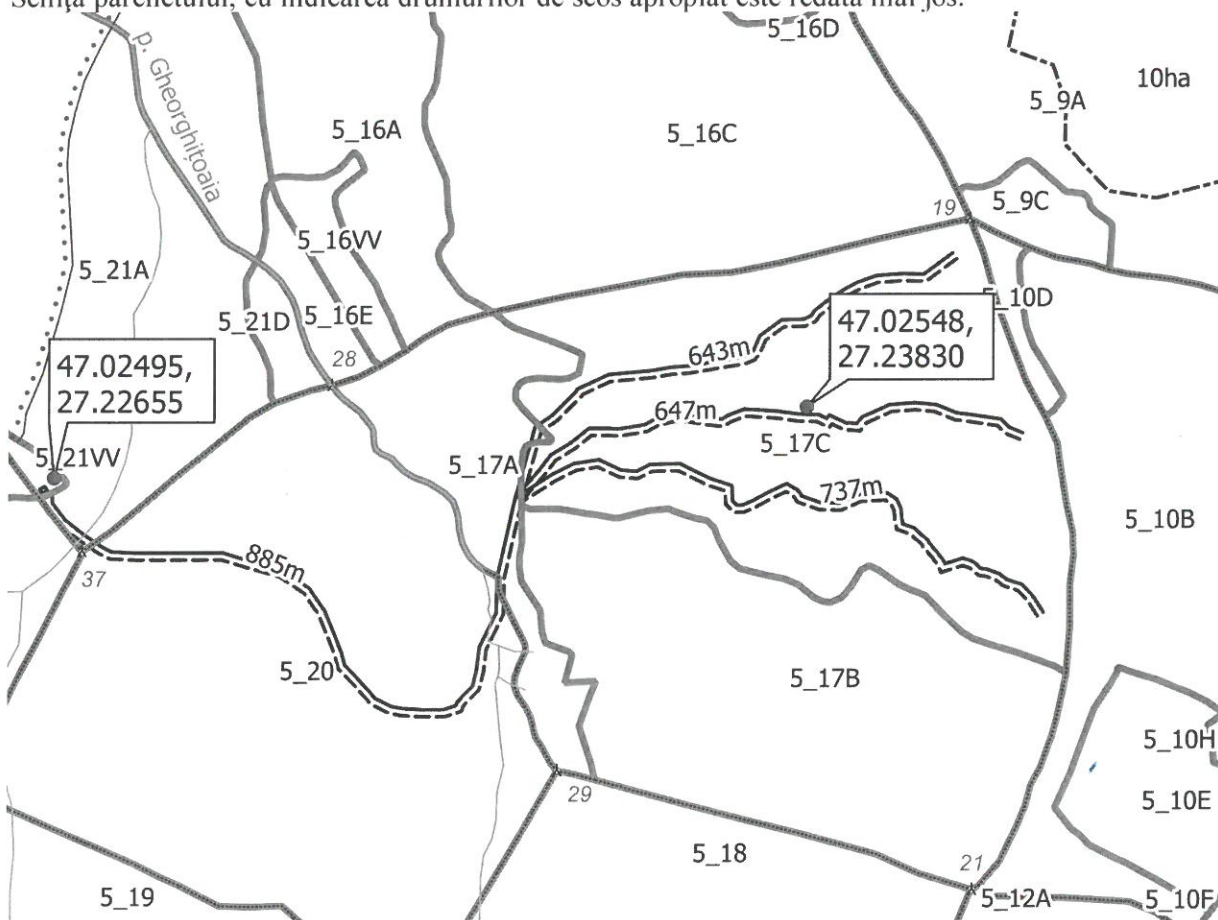 Schița parchetului, cu indicarea drumurilor de scos apropiat este redată mai jos:
5_16D
10ha
5_9A
p. Gheorghițoaia
5_16A
5_16C
5_9C
19
5_16VV
5_21A
5_10D
5_21D
5_16E
47.02548,
27.23830
28
643m
47.02495,
27.22655
647m
5_17C
5_21VV
5_17A
737m
5_10B
885m
37
5_20
5_17B
5_10H
29
5_10E
5_18
21
5_19
5_12A
5_10F